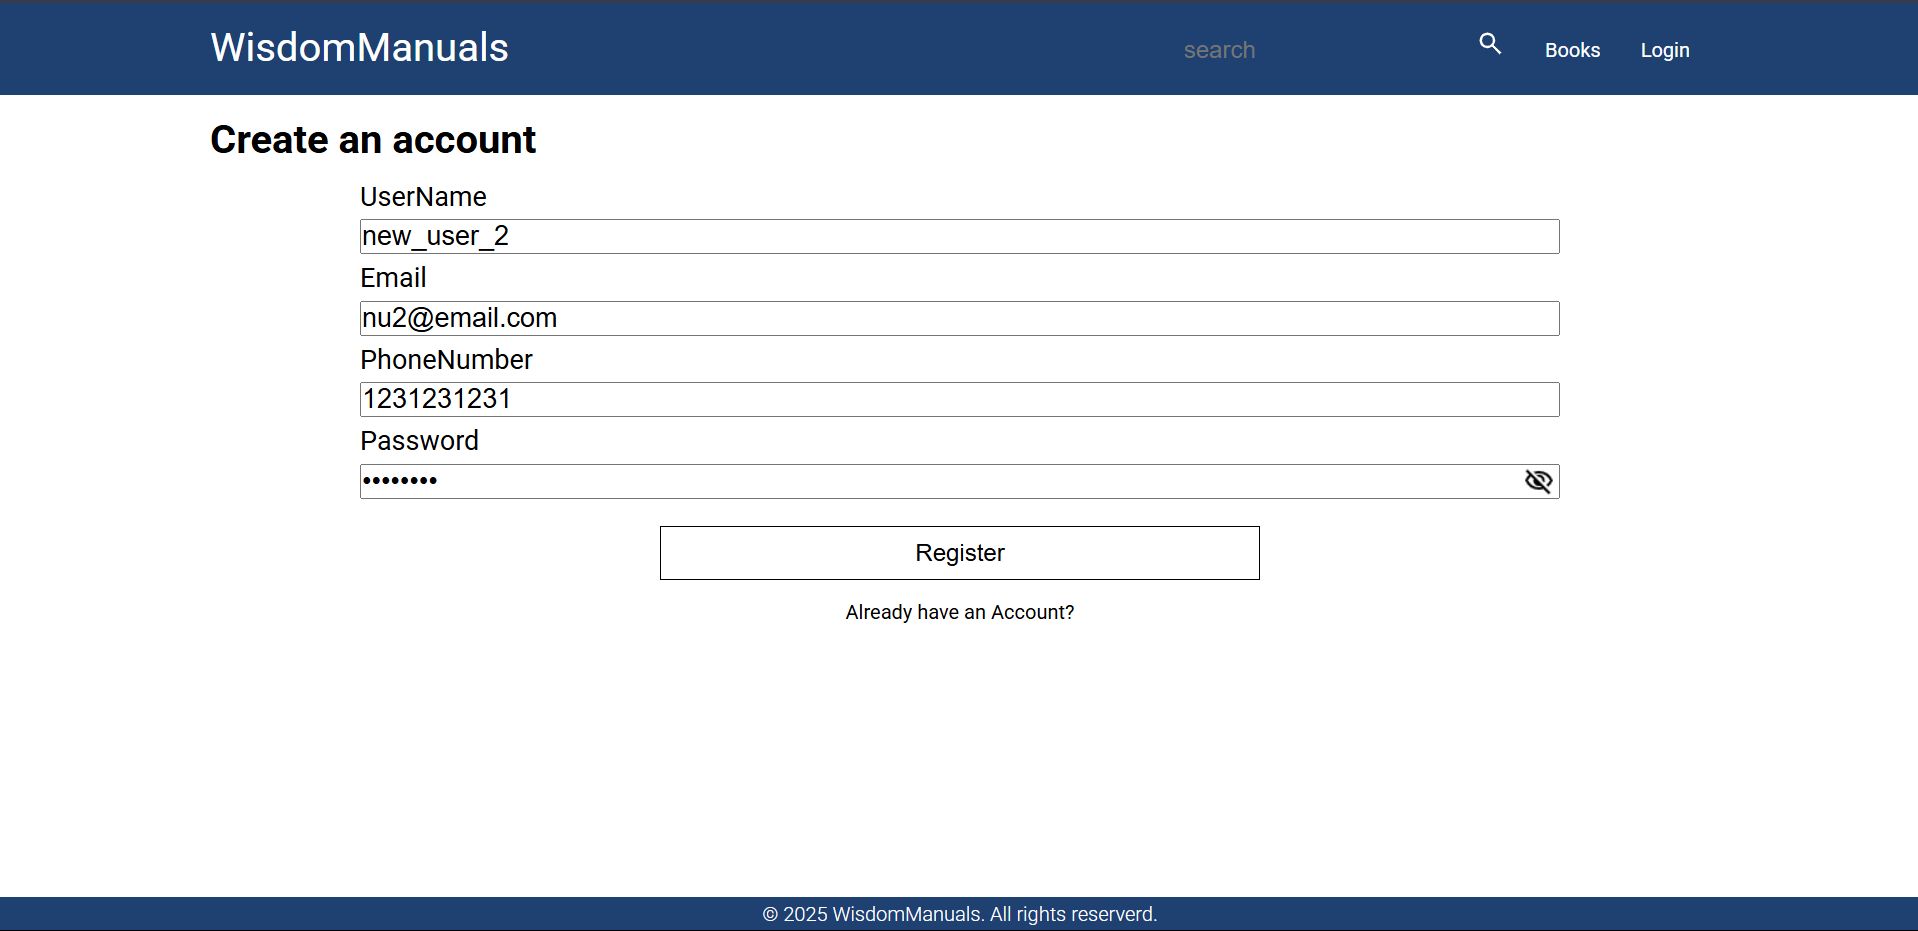 WisdomManuals
search
Books
Login
Create an account
UserName
new_user_2
Email
nu2@email.com
PhoneNumber
1231231231
Password
••••••••
Register
Already have an Account?
© 2025 WisdomManuals. All rights reserverd.